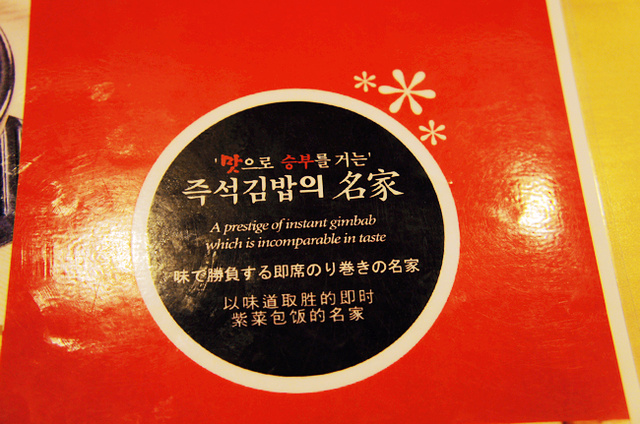 '맛으로 승부를 거는'
즉석김밥의 名家
A prestige of instant gimbab
which is incomparable in taste
味で勝負する即席のり巻きの名家
以味道取胜的即时
紫菜包饭的名家